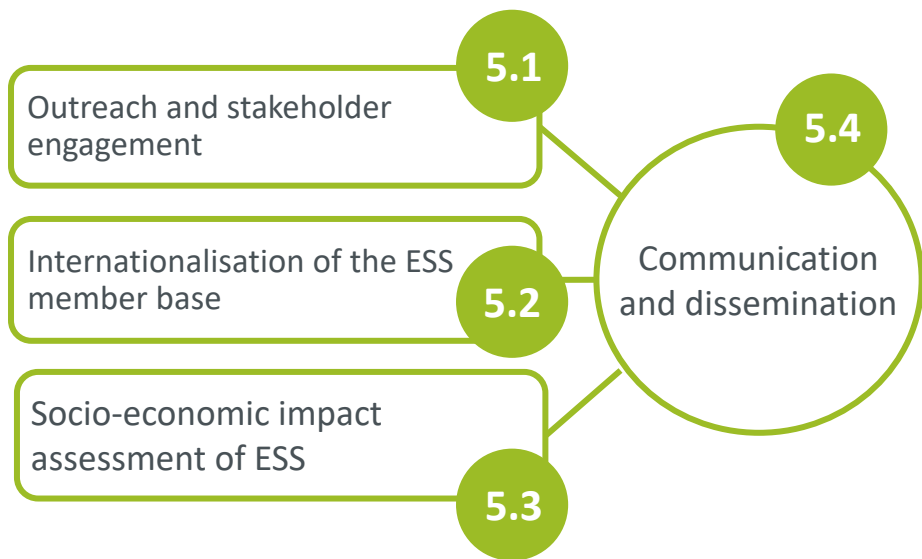 5.1
Outreach and stakeholder
engagement
5.2
Internationalisation of the ESS
member base
5.3
Socio-economic impact
assessment of ESS
5.4
Communication
and dissemination